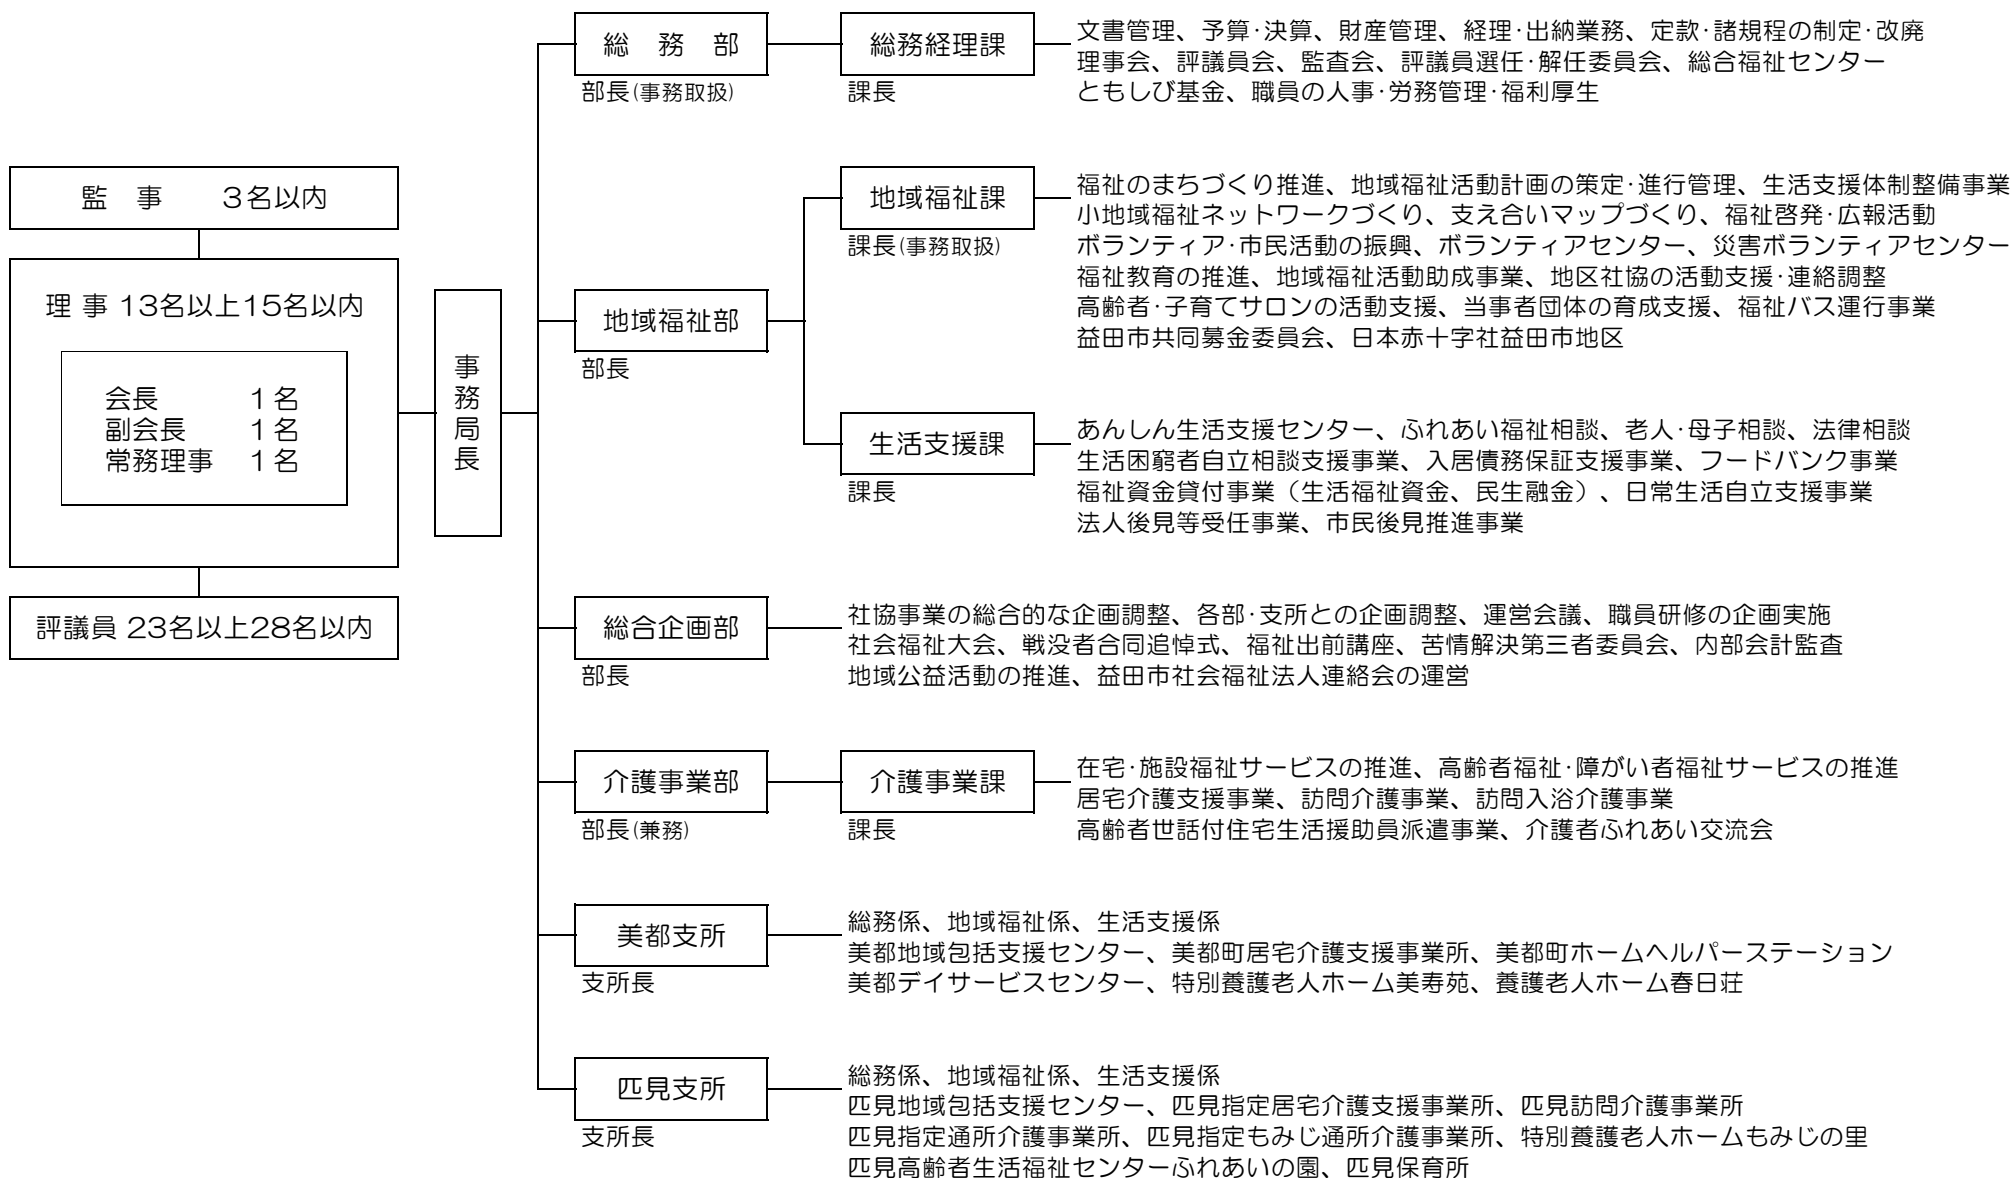 監　事　　３名以内
理 事 13名以上15名以内
会長　　　１名
副会長　　１名
常務理事　１名
評議員 23名以上28名以内
事務局長
総　務　部
部長(事務取扱)
総務経理課
課長
文書管理、予算･決算、財産管理、経理･出納業務、定款･諸規程の制定･改廃
理事会、評議員会、監査会、評議員選任･解任委員会、総合福祉センター
ともしび基金、職員の人事･労務管理･福利厚生
地域福祉部
部長
地域福祉課
課長(事務取扱)
福祉のまちづくり推進、地域福祉活動計画の策定･進行管理、生活支援体制整備事業
小地域福祉ネットワークづくり、支え合いマップづくり、福祉啓発･広報活動
ボランティア･市民活動の振興、ボランティアセンター、災害ボランティアセンター
福祉教育の推進、地域福祉活動助成事業、地区社協の活動支援･連絡調整
高齢者･子育てサロンの活動支援、当事者団体の育成支援、福祉バス運行事業
益田市共同募金委員会、日本赤十字社益田市地区
生活支援課
課長
あんしん生活支援センター、ふれあい福祉相談、老人･母子相談、法律相談
生活困窮者自立相談支援事業、入居債務保証支援事業、フードバンク事業
福祉資金貸付事業（生活福祉資金、民生融金）、日常生活自立支援事業
法人後見等受任事業、市民後見推進事業
総合企画部
部長
社協事業の総合的な企画調整、各部･支所との企画調整、運営会議、職員研修の企画実施
社会福祉大会、戦没者合同追悼式、福祉出前講座、苦情解決第三者委員会、内部会計監査
地域公益活動の推進、益田市社会福祉法人連絡会の運営
介護事業部
部長(兼務)
介護事業課
課長
在宅･施設福祉サービスの推進、高齢者福祉･障がい者福祉サービスの推進
居宅介護支援事業、訪問介護事業、訪問入浴介護事業
高齢者世話付住宅生活援助員派遣事業、介護者ふれあい交流会
美都支所
支所長
総務係、地域福祉係、生活支援係
美都地域包括支援センター、美都町居宅介護支援事業所、美都町ホームヘルパーステーション
美都デイサービスセンター、特別養護老人ホーム美寿苑、養護老人ホーム春日荘
匹見支所
支所長
総務係、地域福祉係、生活支援係
匹見地域包括支援センター、匹見指定居宅介護支援事業所、匹見訪問介護事業所
匹見指定通所介護事業所、匹見指定もみじ通所介護事業所、特別養護老人ホームもみじの里
匹見高齢者生活福祉センターふれあいの園、匹見保育所